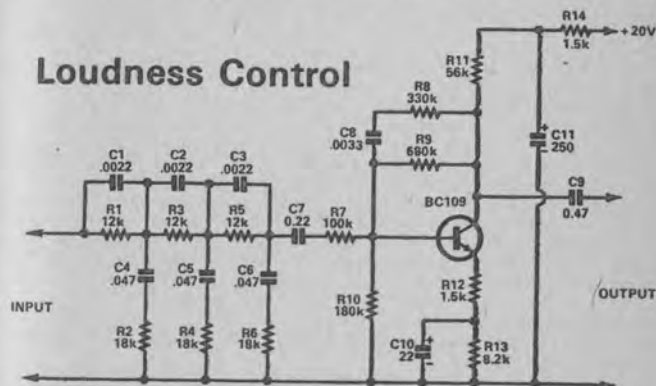 Loudness Control
R14
1.5k
+20V
R11
56k
R8
330k
C8
.0033
R9
680k
C11
+
-
250
C1
.0022
C2
.0022
C3
.0022
BC109
C9
0.47
R1
12k
R3
12k
R5
12k
C7
0.22
R7
100k
C4
.047
C5
.047
C6
.047
R12
1.5k
INPUT
R10
180k
OUTPUT
R2
18k
R4
18k
R6
18k
C10
22
+
-
R13
8.2k